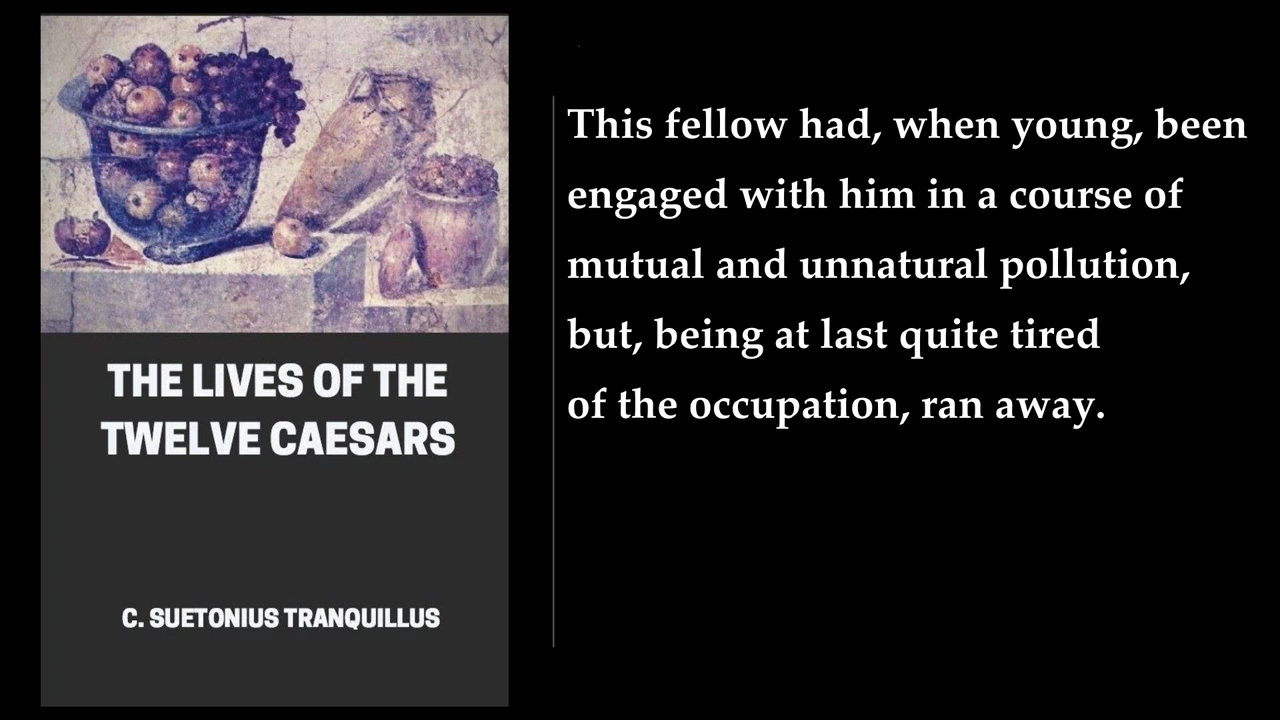 THE LIVES OF THE
TWELVE CAESARS
C. SUETONIUS TRANQUILLUS
This fellow had, when young, been
engaged with him in a course of
mutual and unnatural pollution,
but, being at last quite tired
of the occupation, ran away.